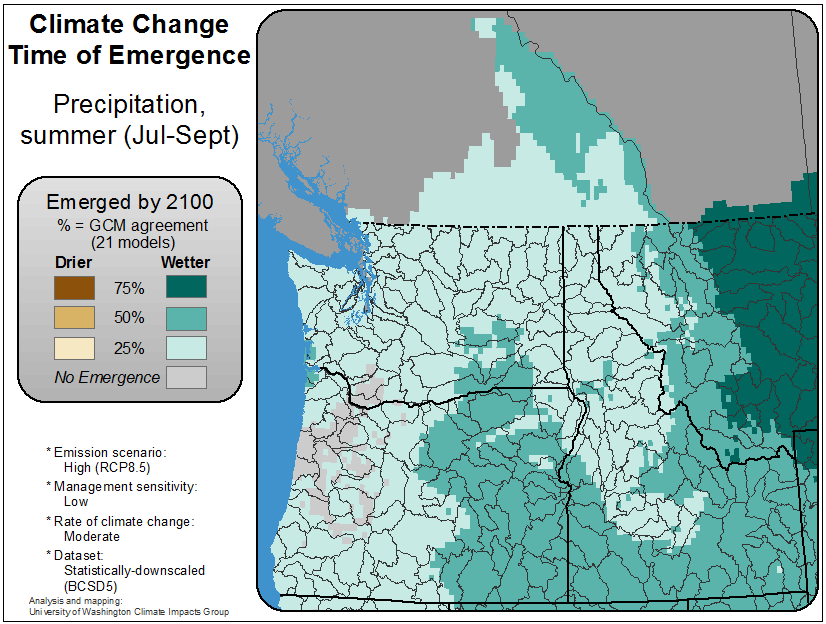 Climate Change
Time of Emergence
Precipitation,
summer (Jul-Sept)
Emerged by 2100
% = GCM agreement
(21 models)
Drier Wetter
75%
50%
25%
No Emergence
* Emission scenario:
High (RCP8.5)
* Management sensitivity:
Low
* Rate of climate change:
Moderate
* Dataset:
Statistically-downscaled
(BCSD5)
Analysis and mapping:
University of Washington Climate Impacts Group